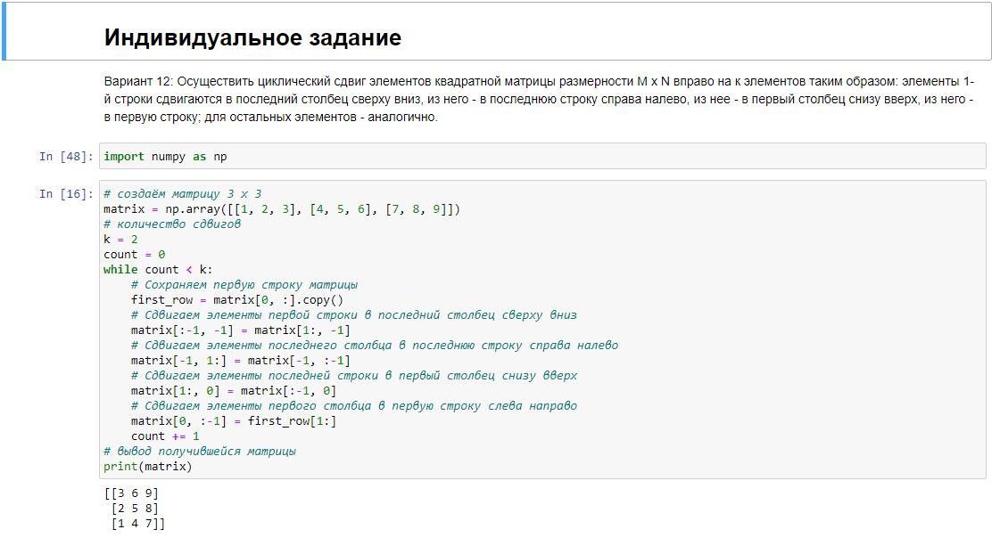 Индивидуальное задание
Вариант 12: Осуществить циклический сдвиг элементов квадратной матрицы размерности M x N вправо на к элементов таким образом: элементы 1-
й строки сдвигаются в последний столбец сверху вниз, из него - в последнюю строку справа налево, из нее - в первый столбец снизу вверх, из него -
в первую строку; для остальных элементов - аналогично.
In [48]: import numpy as np
In [16]: # создаём матрицу 3 x 3
matrix = np.array([[1, 2, 3], [4, 5, 6], [7, 8, 9]])
# количество сдвигов
k = 2
count = 0
while count < k:
    # Сохраняем первую строку матрицы
    first_row = matrix[0, :].copy()
    # Сдвигаем элементы первой строки в последний столбец сверху вниз
    matrix[:-1, -1] = matrix[1:, -1]
    # Сдвигаем элементы последнего столбца в последнюю строку справа налево
    matrix[-1, 1:] = matrix[-1, :-1]
    # Сдвигаем элементы последней строки в первый столбец снизу вверх
    matrix[1:, 0] = matrix[:-1, 0]
    # Сдвигаем элементы первого столбца в первую строку слева направо
    matrix[0, :-1] = first_row[1:]
    count += 1
# вывод получившейся матрицы
print(matrix)
[[3 6 9]
 [2 5 8]
 [1 4 7]]